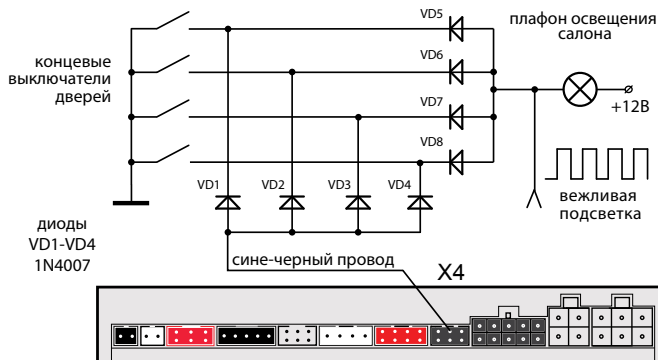 VD5
плафон освещения
салона
концевые
выключатели
дверей
VD6
+12В
VD7
VD8
VD1
VD2
VD3
VD4
вежливая
подсветка
диоды
VD1-VD4
1N4007
сине-черный провод
X4